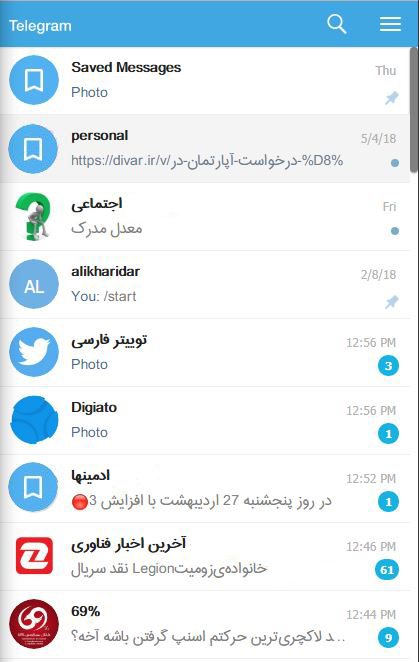 Telegram
Saved Messages
Thu
Photo
personal
5/4/18
https://divar.ir/v/درخواست-آپارتمان-در-%D8%
اجتماعی
Fri
معدل مدرک
AL
alikharidar
2/8/18
You: /start
توییتر فارسی
12:56 PM
Photo
3
Digiato
12:56 PM
Photo
1
ادمینها
12:52 PM
در روز پنجشنبه 27 اردیبهشت با افزایش 3
1
آخرین اخبار فناوری
12:46 PM
خانواده‌ی‌زومیتLegion نقد سریال
61
69%
12:44 PM
د لاکچری‌ترین حرکتم اسنپ گرفتن باشه آخه؟...
9